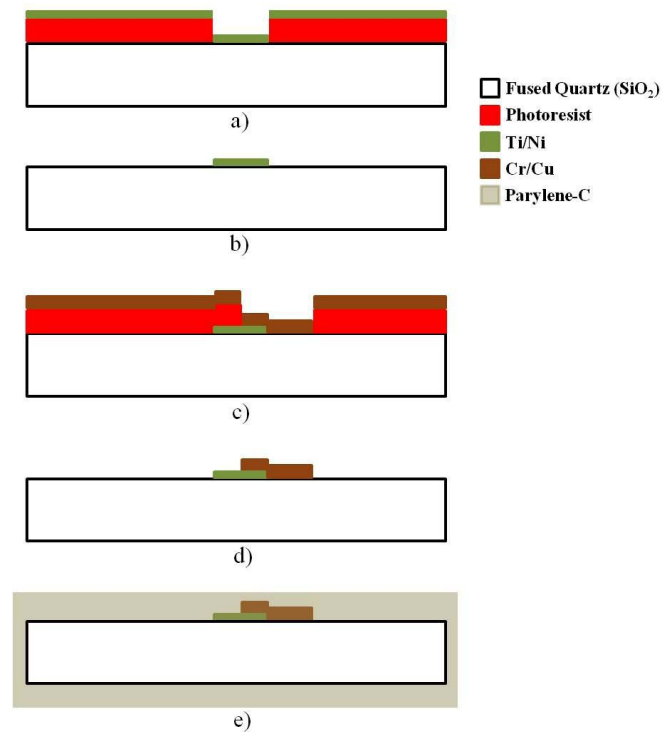 a)
Fused Quartz (SiO₂)
Photoresist
Ti/Ni
Cr/Cu
Parylene-C
b)
c)
d)
e)